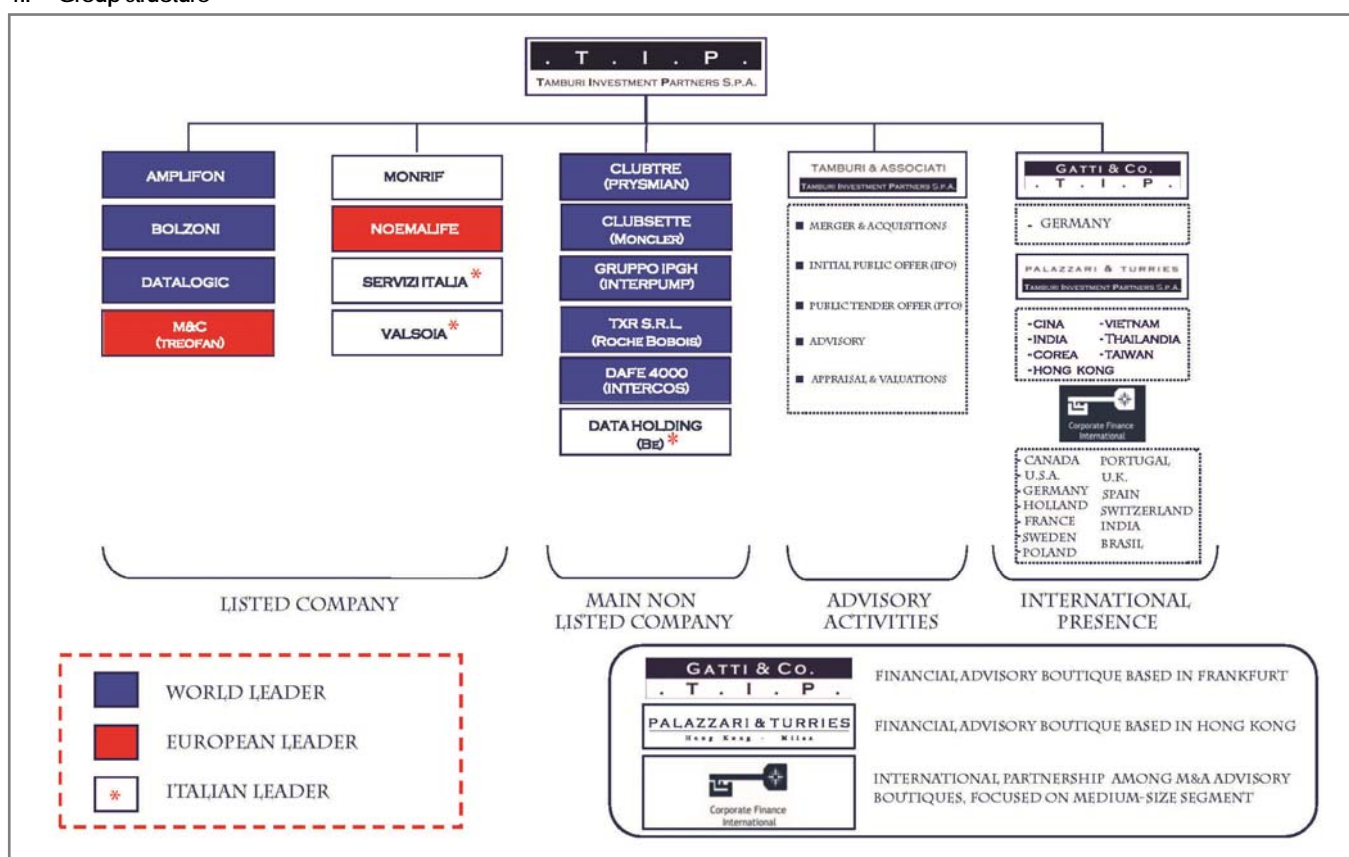 . T . I . P .
TAMBURI INVESTMENT PARTNERS S.P.A.
AMPLIFON
BOLZONI
DATALOGIC
M&C
(TREOFAN)
MONRIF
NOEMALIFE
SERVIZI ITALIA *
VALSOIA *
CLUBTRE
(PRYSMIAN)
CLUBSETTE
(MONCLER)
GRUPPO IPGH
(INTERPUMP)
TXR S.R.L.
(ROCHE BOBOIS)
DAFE 4000
(INTERCOS)
DATA HOLDING
(BE) *
TAMBURI & ASSOCIATI
TAMBURI INVESTMENT PARTNERS S.P.A.
■ MERGER & ACQUISITIONS
■ INITIAL PUBLIC OFFER (IPO)
■ PUBLIC TENDER OFFER (PTO)
■ ADVISORY
■ APPRAISAL & VALUATIONS
GATTI & CO.
. T . I . P .
- GERMANY
PALAZZARI & TURRIES
TAMBURI INVESTMENT PARTNERS S.P.A.
-CINA -VIETNAM
-INDIA -THAILANDIA
-COREA -TAIWAN
-HONG KONG
Corporate Finance
International
- CANADA PORTUGAL
- U.S.A. U.K.
- GERMANY SPAIN
- HOLLAND SWITZERLAND
- FRANCE INDIA
- SWEDEN BRASIL
- POLAND
LISTED COMPANY
MAIN NON
LISTED COMPANY
ADVISORY
ACTIVITIES
INTERNATIONAL
PRESENCE
WORLD LEADER
EUROPEAN LEADER
* ITALIAN LEADER
GATTI & CO.
. T . I . P .
FINANCIAL ADVISORY BOUTIQUE BASED IN FRANKFURT
PALAZZARI & TURRIES
Hong Kong - Milan
FINANCIAL ADVISORY BOUTIQUE BASED IN HONG KONG
Corporate Finance
International
INTERNATIONAL PARTNERSHIP AMONG M&A ADVISORY
BOUTIQUES, FOCUSED ON MEDIUM-SIZE SEGMENT